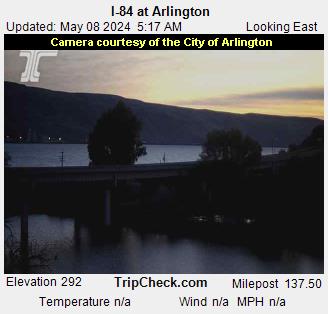 I-84 at Arlington
Updated: May 08 2024 5:17 AM Looking East
Camera courtesy of the City of Arlington
Elevation 292 TripCheck.com Milepost 137.50
Temperature n/a Wind n/a MPH n/a